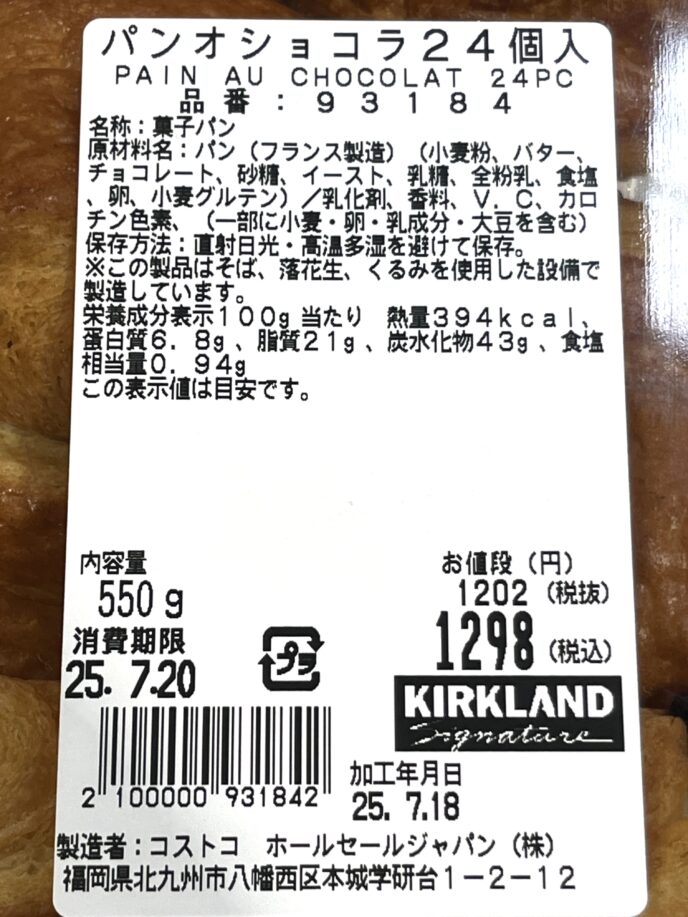 パンオショコラ24個入
PAIN AU CHOCOLAT 24PC
品番:93184
名称:菓子パン
原材料名:パン(フランス製造)(小麦粉、バター、
チョコレート、砂糖、イースト、乳糖、全粉乳、食塩
、卵、小麦グルテン)/乳化剤、香料、V.C、カロ
チン色素、(一部に小麦・卵・乳成分・大豆を含む)
保存方法:直射日光・高温多湿を避けて保存。
※この製品はそば、落花生、くるみを使用した設備で
製造しています。
栄養成分表示100g当たり 熱量394kcal、
蛋白質6.8g、脂質21g、炭水化物43g、食塩
相当量0.94g
この表示値は目安です。
内容量
550g
消費期限
25.7.20
プラ
お値段(円)
1202(税抜)
1298(税込)
KIRKLAND
Signature
2 100000 931842
加工年月日
25.7.18
製造者:コストコ ホールセールジャパン(株)
福岡県北九州市八幡西区本城学研台1-2-12